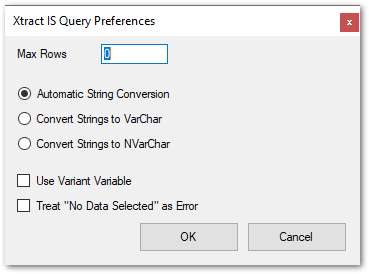 Xtract IS Query Preferences
x
Max Rows 0
Automatic String Conversion
Convert Strings to VarChar
Convert Strings to NVarChar
Use Variant Variable
Treat "No Data Selected" as Error
OK Cancel